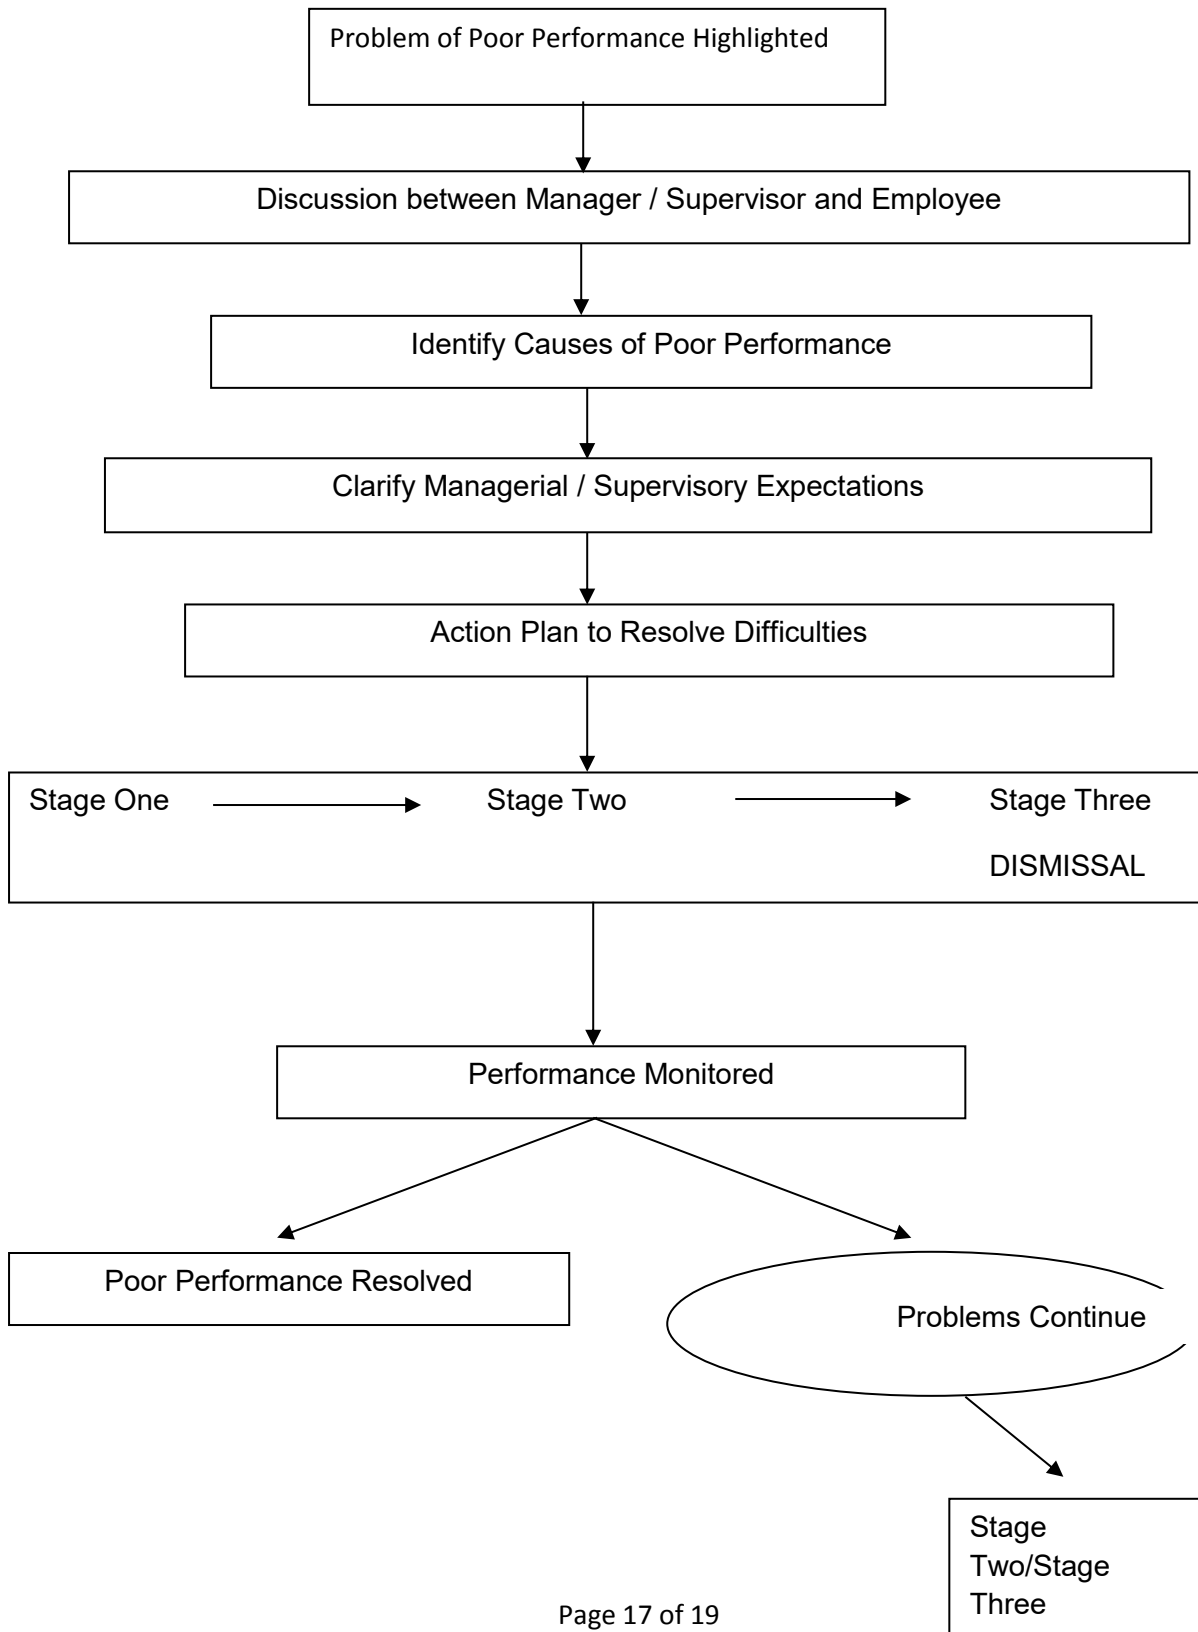 Problem of Poor Performance Highlighted
Discussion between Manager / Supervisor and Employee
Identify Causes of Poor Performance
Clarify Managerial / Supervisory Expectations
Action Plan to Resolve Difficulties
Stage One Stage Two Stage Three
DISMISSAL
Performance Monitored
Poor Performance Resolved
Problems Continue
Stage
Two/Stage
Three
Page 17 of 19